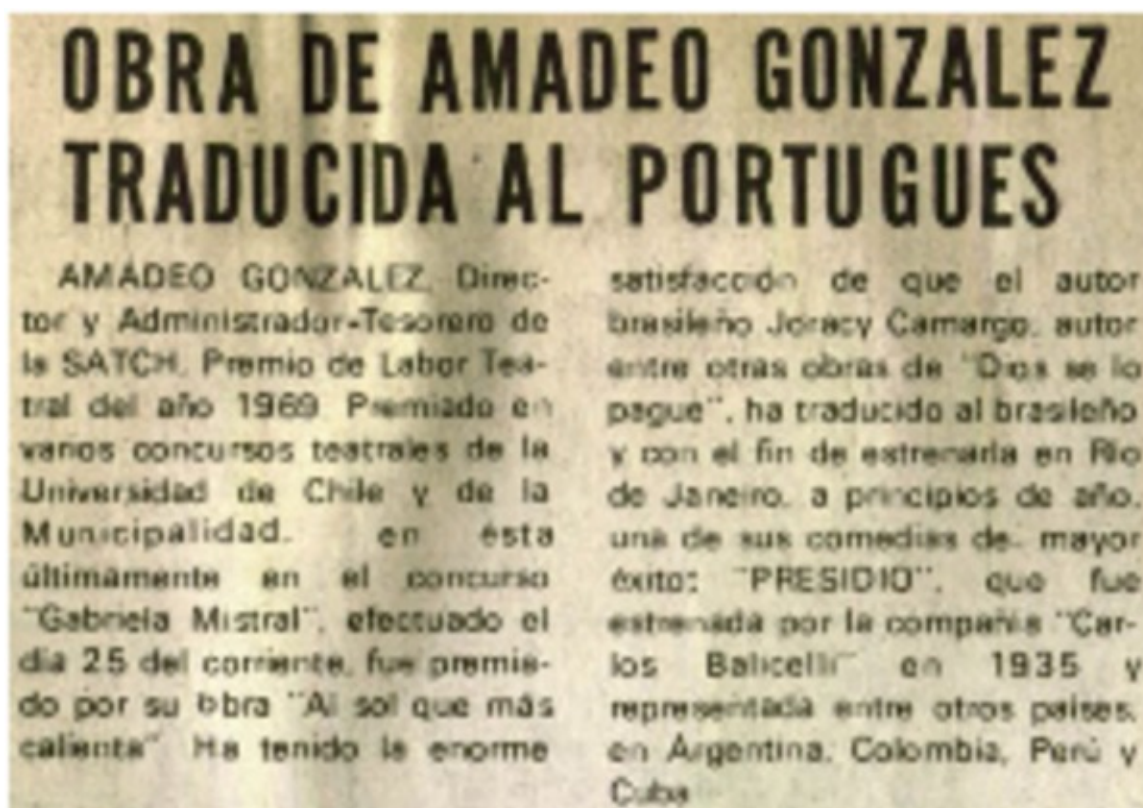 OBRA DE AMADEO GONZALEZ
TRADUCIDA AL PORTUGUES
AMADEO GONZALEZ, Direc-
tor y Administrador-Tesorero de
la SATCH. Premio de Labor Tea-
tral del año 1969. Premiado en
varios concursos teatrales de la
Universidad de Chile y de la
Municipalidad, en ésta
últimamente en el concurso
"Gabriela Mistral", efectuado el
día 25 del corriente, fue premia-
do por su obra "Al sol que más
calienta". Ha tenido la enorme
satisfacción de que el autor
brasileño Joracy Camargo, autor
entre otras obras de "Dios se lo
pague", ha traducido al brasileño
y con el fin de estrenarla en Rio
de Janeiro, a principios de año,
una de sus comedias de mayor
éxito: "PRESIDIO", que fue
estrenada por la compañía "Car-
los Balicelli" en 1935 y
representada entre otros países,
en Argentina, Colombia, Perú y
Cuba